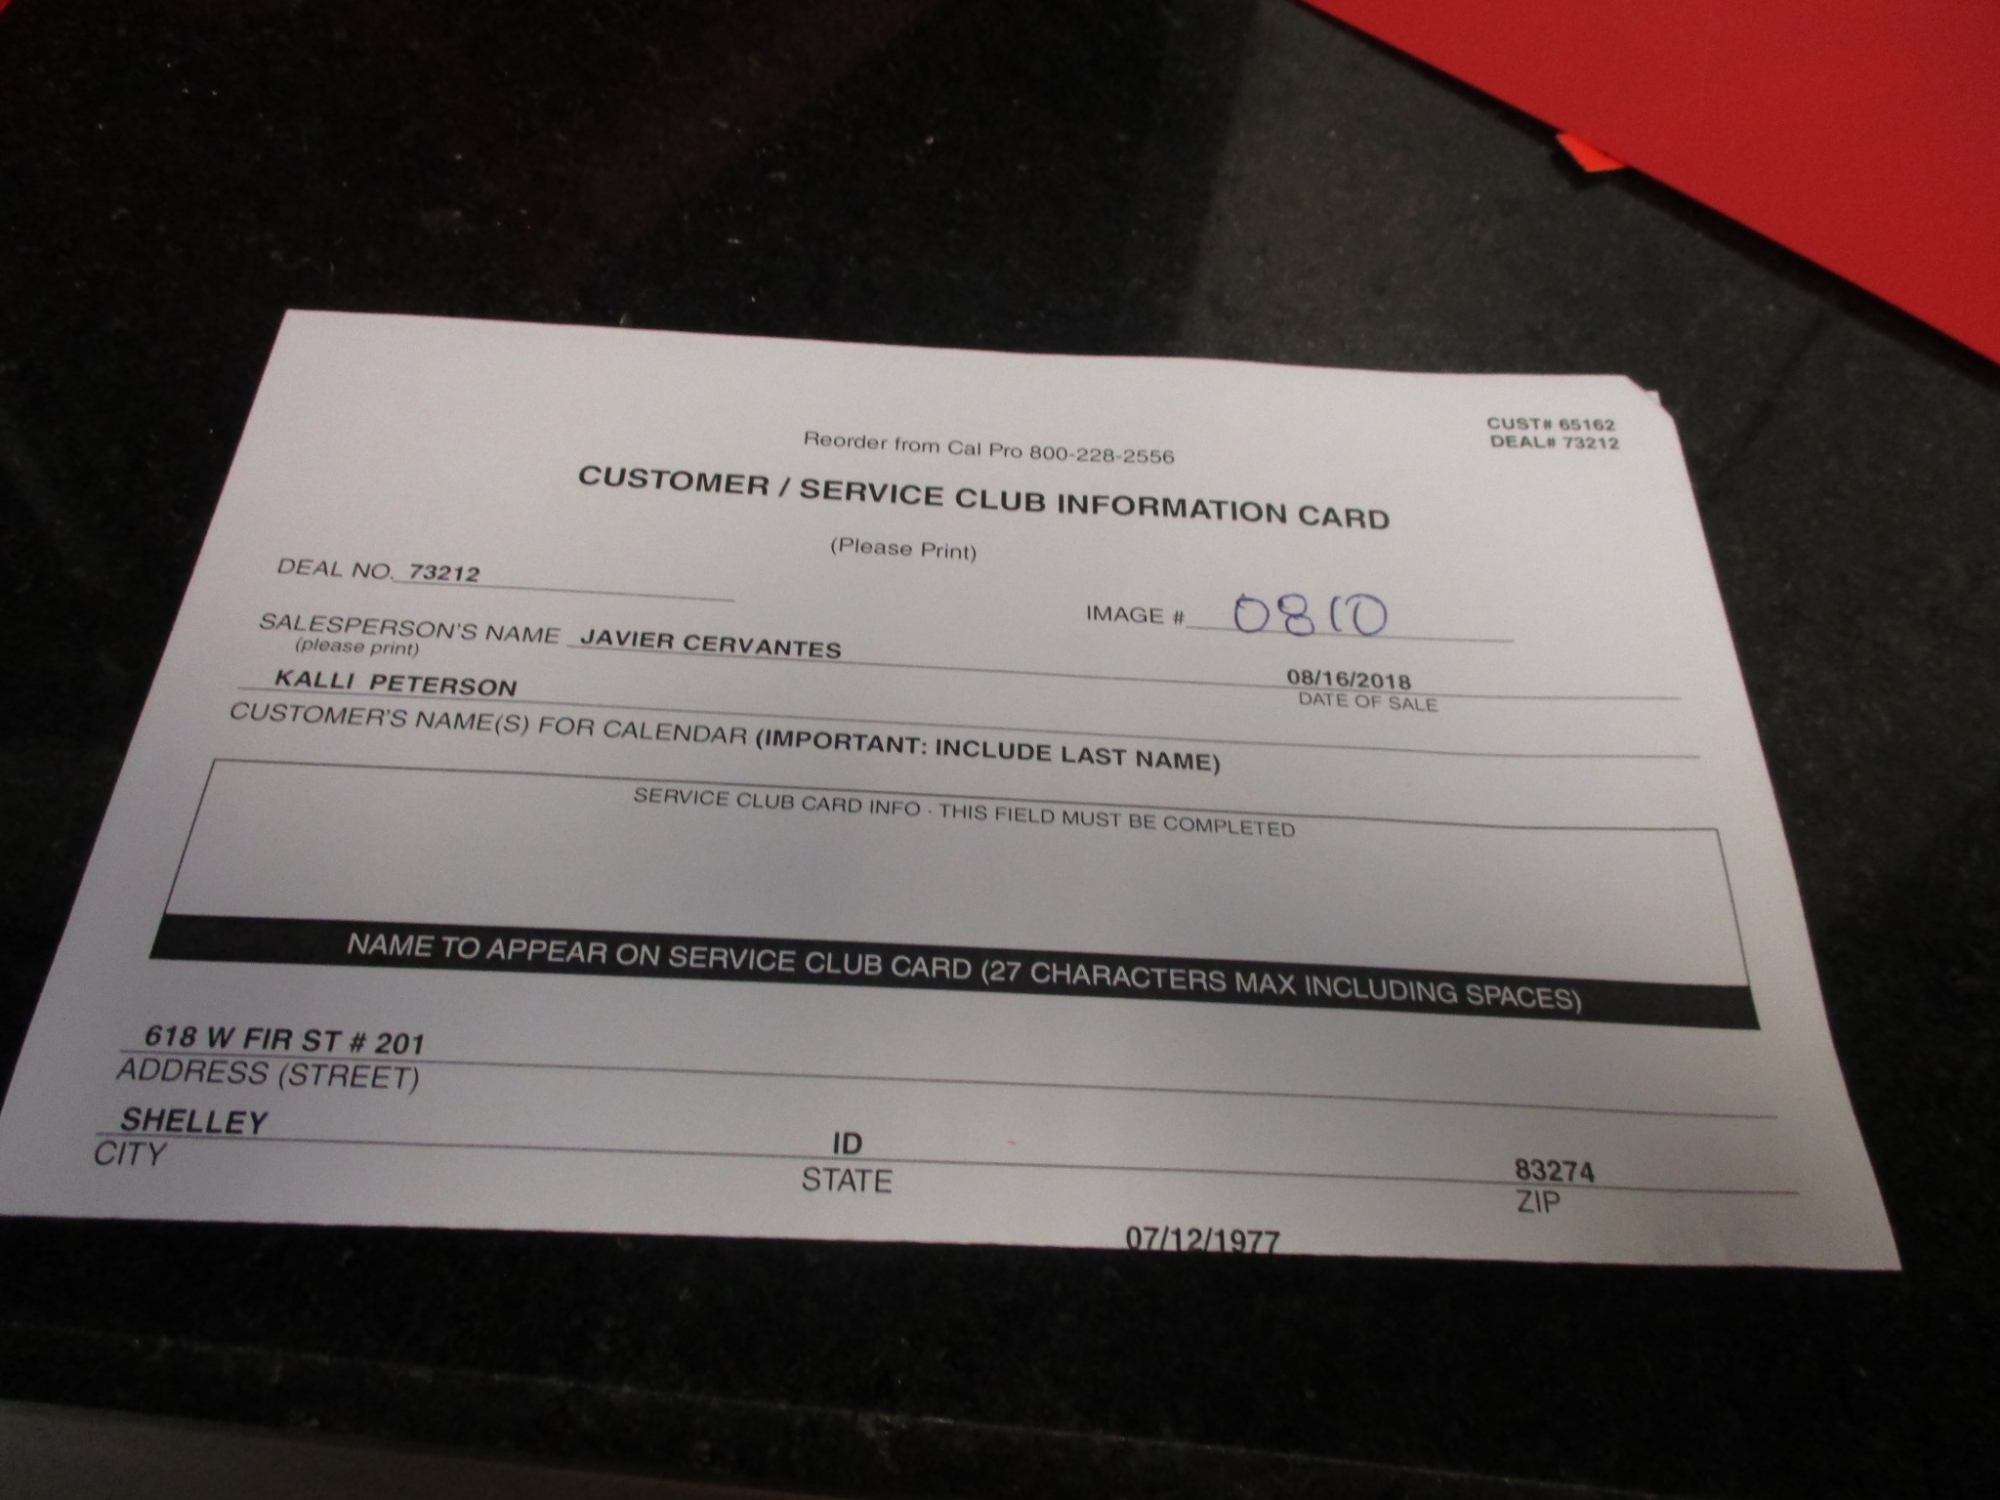 CUST# 65162
DEAL# 73212
Reorder from Cal Pro 800-228-2556
CUSTOMER / SERVICE CLUB INFORMATION CARD
(Please Print)
DEAL NO. 73212
IMAGE # 0810
SALESPERSON'S NAME JAVIER CERVANTES
(please print)
08/16/2018
DATE OF SALE
KALLI PETERSON
CUSTOMER'S NAME(S) FOR CALENDAR (IMPORTANT: INCLUDE LAST NAME)
SERVICE CLUB CARD INFO · THIS FIELD MUST BE COMPLETED
NAME TO APPEAR ON SERVICE CLUB CARD (27 CHARACTERS MAX INCLUDING SPACES)
618 W FIR ST # 201
ADDRESS (STREET)
SHELLEY ID 83274
CITY STATE ZIP
07/12/1977